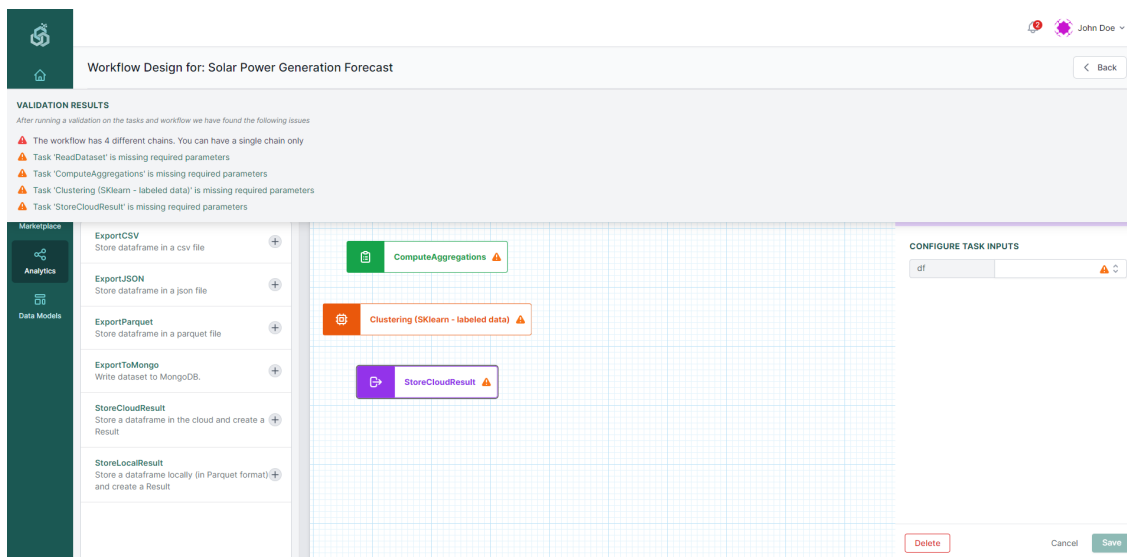 2
John Doe
Workflow Design for: Solar Power Generation Forecast
Back
VALIDATION RESULTS
After running a validation on the tasks and workflow we have found the following issues
The workflow has 4 different chains. You can have a single chain only
Task 'ReadDataset' is missing required parameters
Task 'ComputeAggregations' is missing required parameters
Task 'Clustering (SKlearn - labeled data)' is missing required parameters
Task 'StoreCloudResult' is missing required parameters
Marketplace
Analytics
Data Models
ExportCSV
Store dataframe in a csv file
ExportJSON
Store dataframe in a json file
ExportParquet
Store dataframe in a parquet file
ExportToMongo
Write dataset to MongoDB.
StoreCloudResult
Store a dataframe in the cloud and create a
Result
StoreLocalResult
Store a dataframe locally (in Parquet format)
and create a Result
ComputeAggregations
Clustering (SKlearn - labeled data)
StoreCloudResult
CONFIGURE TASK INPUTS
df
Delete
Cancel
Save